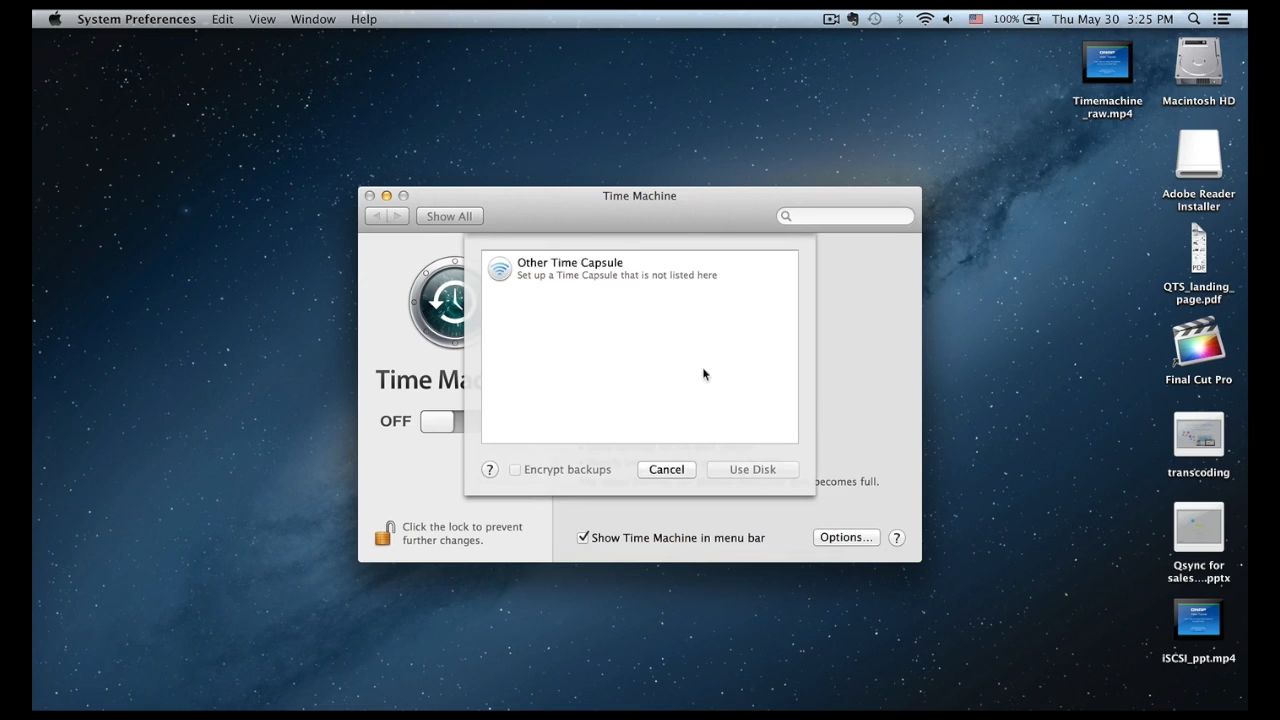 System Preferences Edit View Window Help
100% Thu May 30 3:25 PM
Timemachine
_raw.mp4
Macintosh HD
Adobe Reader
Installer
PDF
QTS_landing_
page.pdf
Final Cut Pro
transcoding
Qsync for
sales....pptx
iSCSI_ppt.mp4
Time Machine
Show All
Other Time Capsule
Set up a Time Capsule that is not listed here
Time Ma
OFF
? Encrypt backups Cancel Use Disk
becomes full.
Click the lock to prevent
further changes.
Show Time Machine in menu bar Options... ?